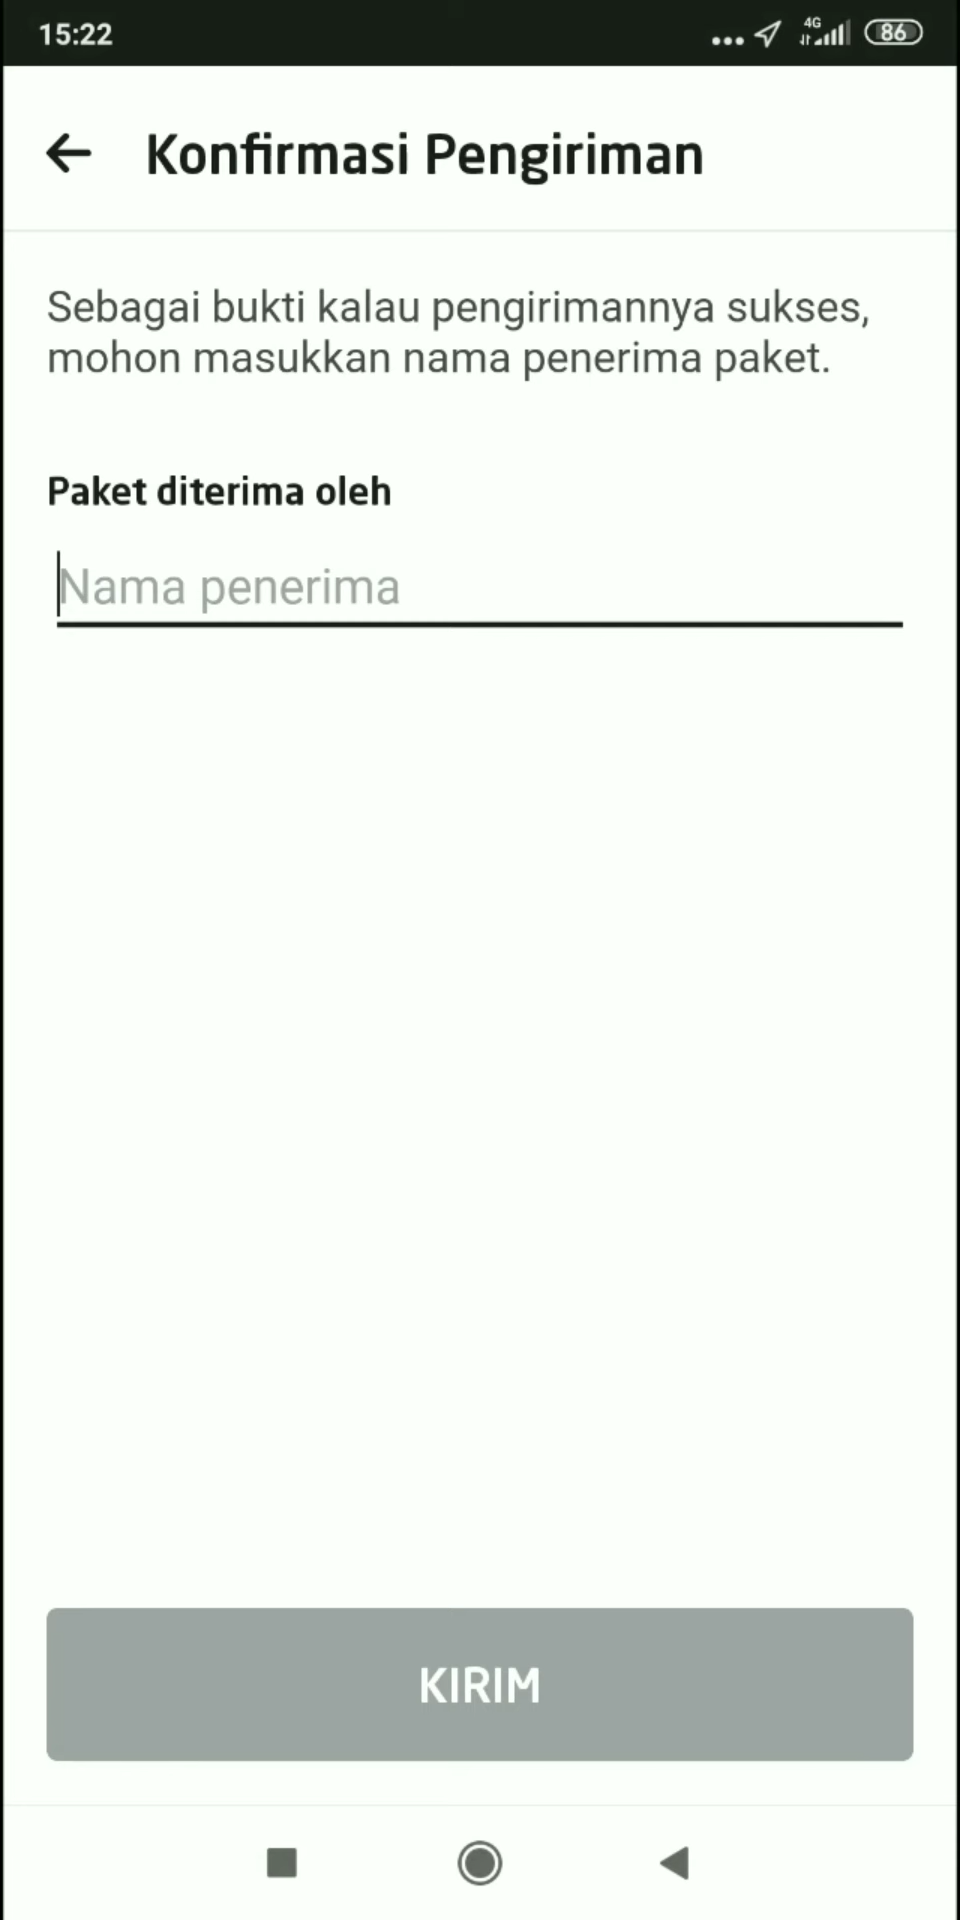 15:22
4G
86
Konfirmasi Pengiriman
Sebagai bukti kalau pengirimannya sukses,
mohon masukkan nama penerima paket.
Paket diterima oleh
Nama penerima
KIRIM